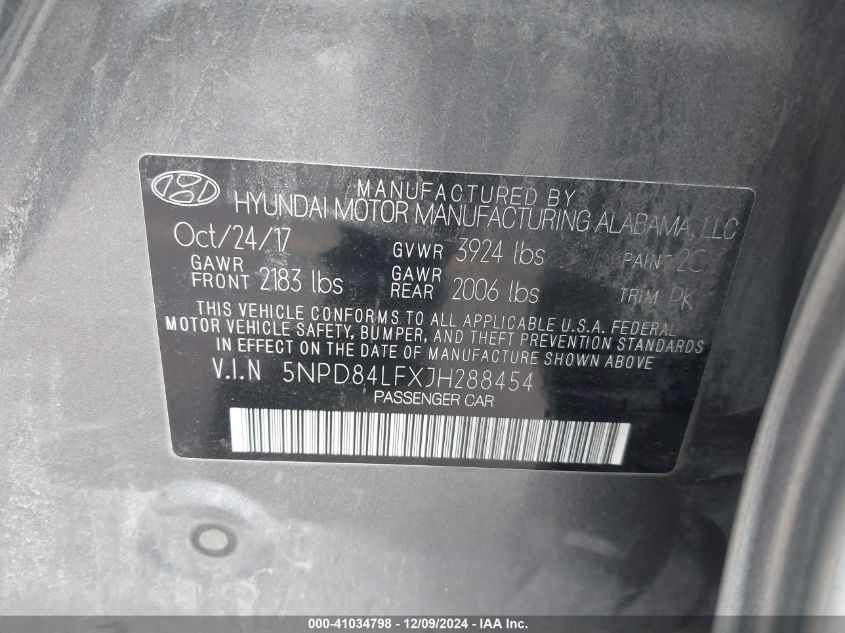 MANUFACTURED BY
HYUNDAI MOTOR MANUFACTURING ALABAMA, LLC
Oct/24/17 GVWR 3924 lbs PAINT 2C
GAWR FRONT 2183 lbs GAWR REAR 2006 lbs TRIM PK
THIS VEHICLE CONFORMS TO ALL APPLICABLE U.S.A. FEDERAL
MOTOR VEHICLE SAFETY, BUMPER, AND THEFT PREVENTION STANDARDS
IN EFFECT ON THE DATE OF MANUFACTURE SHOWN ABOVE
V.I.N 5NPD84LFXJH288454
PASSENGER CAR
000-41034798 - 12/09/2024 - IAA Inc.